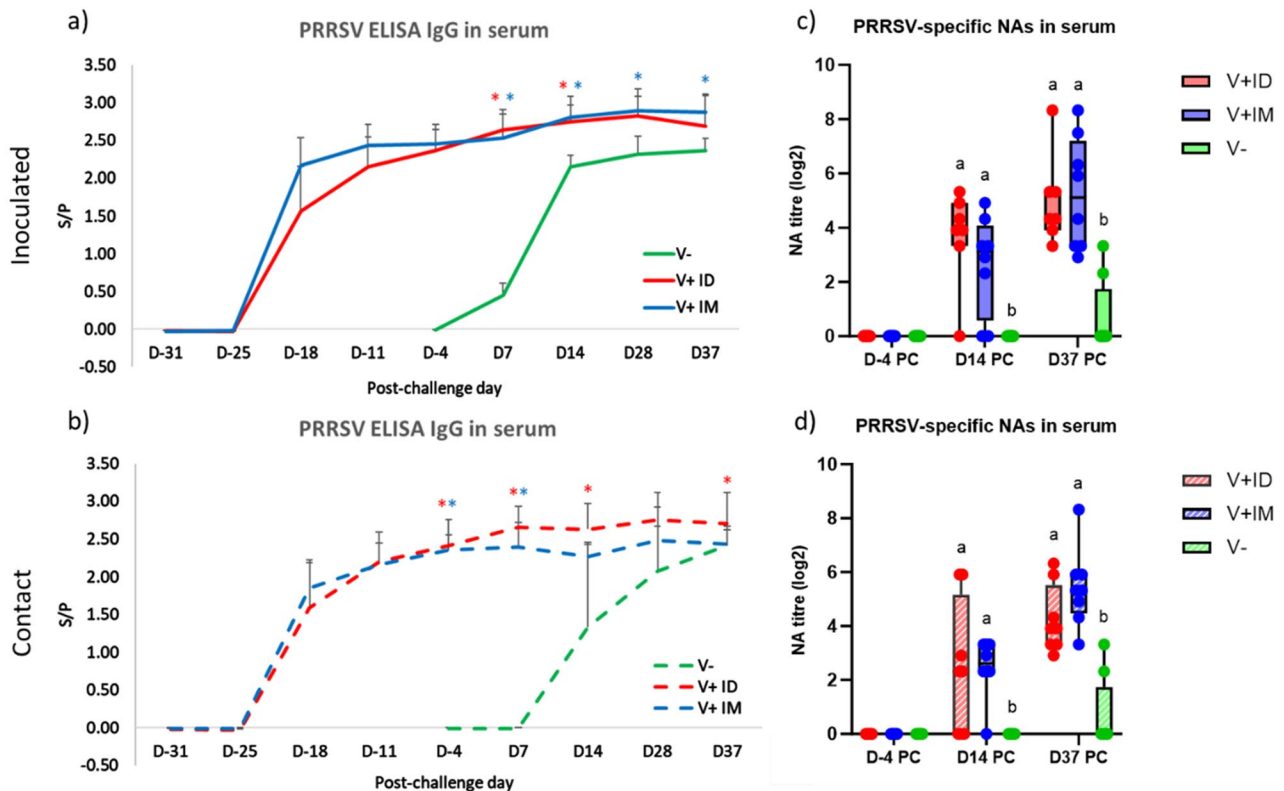 a)
PRRSV ELISA IgG in serum
Inoculated
S/P
3.50
3.00
2.50
2.00
1.50
1.00
0.50
0.00
-0.50
* * * * * *
V-
V+ ID
V+ IM
D-31 D-25 D-18 D-11 D-4 D7 D14 D28 D37
Post-challenge day
c)
PRRSV-specific NAs in serum
NA titre (log2)
10
8
6
4
2
0
a a b a a b
D-4 PC D14 PC D37 PC
V+ID
V+IM
V-
b)
PRRSV ELISA IgG in serum
Contact
S/P
3.50
3.00
2.50
2.00
1.50
1.00
0.50
0.00
-0.50
** ** * *
V-
V+ ID
V+ IM
D-31 D-25 D-18 D-11 D-4 D7 D14 D28 D37
Post-challenge day
d)
PRRSV-specific NAs in serum
NA titre (log2)
10
8
6
4
2
0
a a b a a b
D-4 PC D14 PC D37 PC
V+ID
V+IM
V-